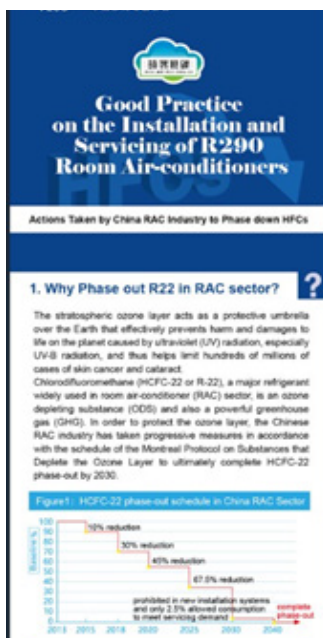 Good Practice
on the Installation and
Servicing of R290
Room Air-conditioners
HFCs
Actions Taken by China RAC Industry to Phase down HFCs
1. Why Phase out R22 in RAC sector?
?
The stratospheric ozone layer acts as a protective umbrella
over the Earth that effectively prevents harm and damages to
life on the planet caused by ultraviolet (UV) radiation, especially
UV-B radiation, and thus helps limit hundreds of millions of
cases of skin cancer and cataract.
Chlorodifluoromethane (HCFC-22 or R-22), a major refrigerant
widely used in room air-conditioner (RAC) sector, is an ozone
depleting substance (ODS) and also a powerful greenhouse
gas (GHG). In order to protect the ozone layer, the Chinese
RAC industry has taken progressive measures in accordance
with the schedule of the Montreal Protocol on Substances that
Deplete the Ozone Layer to ultimately complete HCFC-22
phase-out by 2030.
Figure1: HCFC-22 phase-out schedule in China RAC Sector
Baseline %
100
90
80
70
60
50
40
30
20
10
0
10% reduction
30% reduction
45% reduction
67.5% reduction
prohibited in new installation systems
and only 2.5% allowed consumption
to meet servicing demand
complete
phase-out
2013 2015 2018 2020 2025 2030 2040